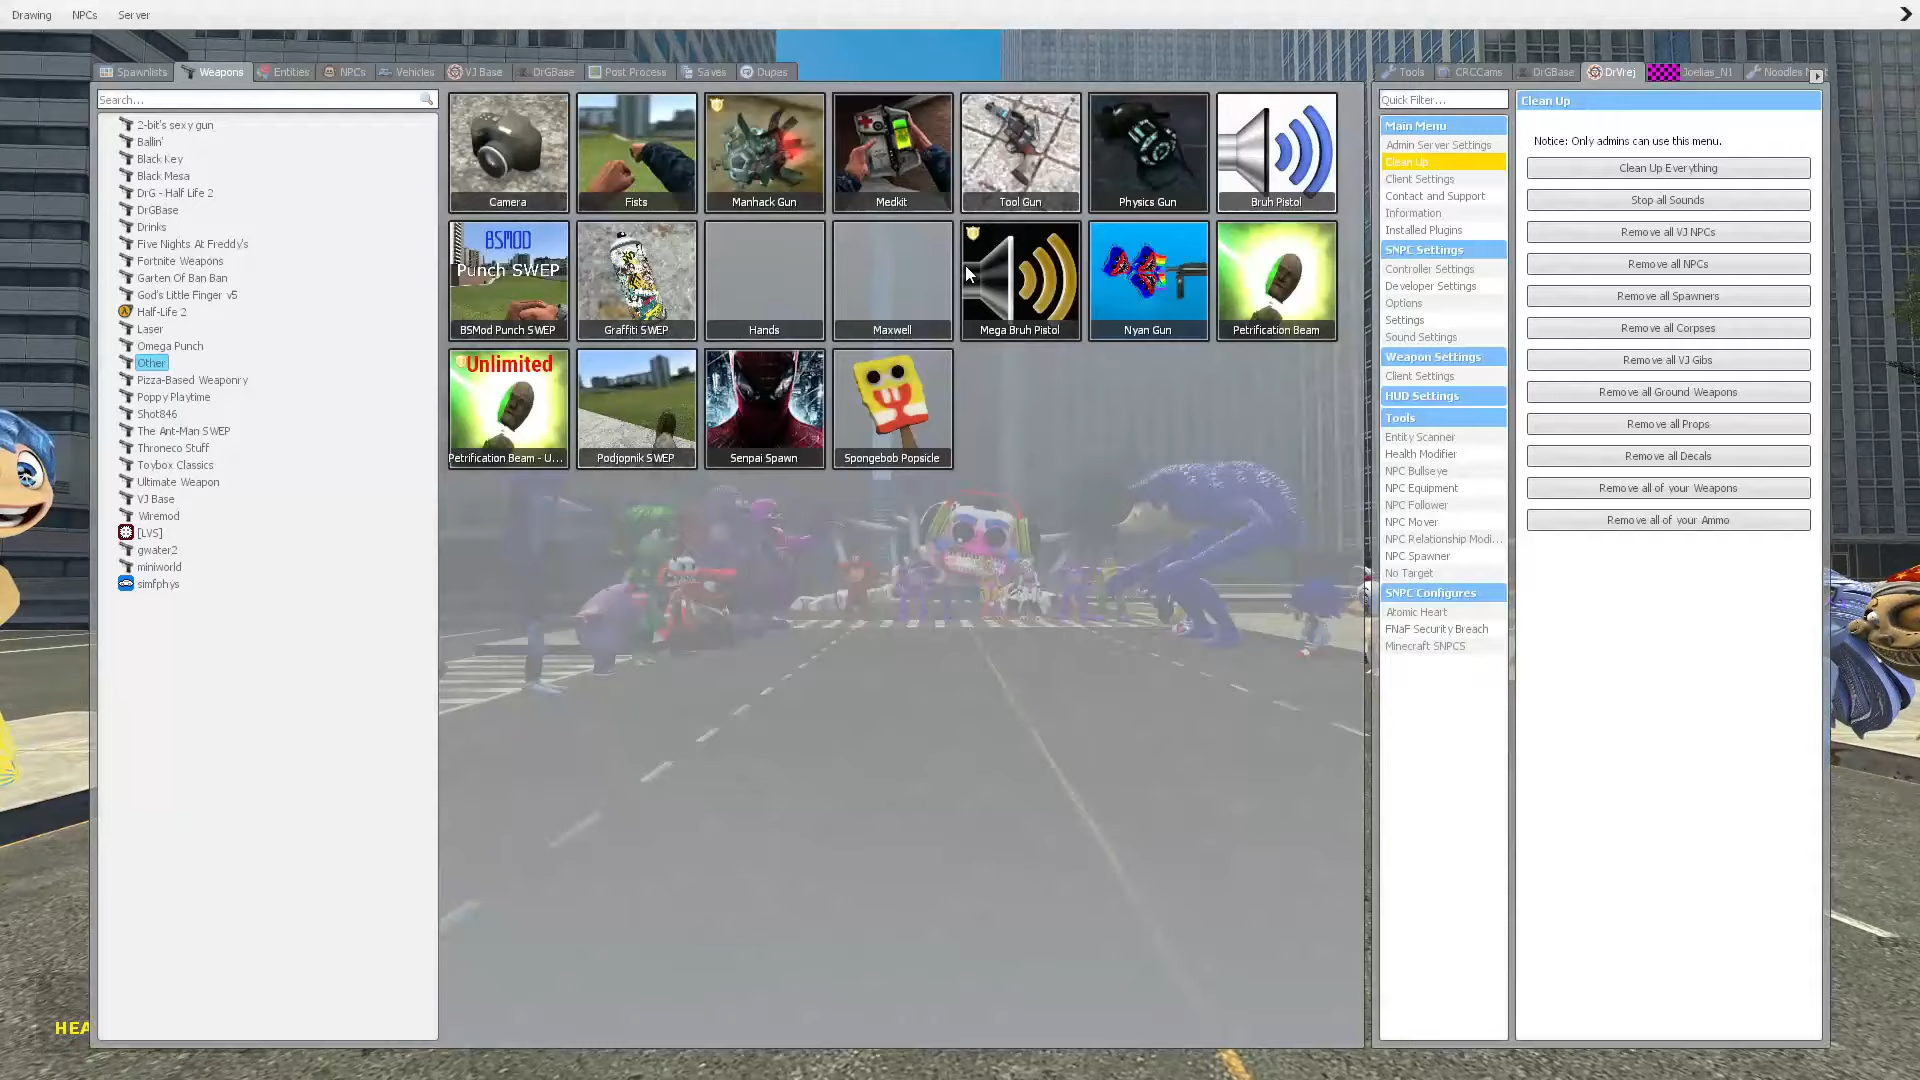 Drawing NPCs Server
Spawnlists Weapons Entities NPCs Vehicles VJ Base DrGBase Post Process Saves Dupes
Tools CRCCams DrGBase DrVrej Joelias_N1 Noodles
Search...
2-bit's sexy gun
Ballin'
Black Key
Black Mesa
DrG - Half Life 2
DrGBase
Drinks
Five Nights At Freddy's
Fortnite Weapons
Garten Of Ban Ban
God's Little Finger v5
Half-Life 2
Laser
Omega Punch
Other
Pizza-Based Weaponry
Poppy Playtime
Shot846
The Ant-Man SWEP
Throneco Stuff
Toybox Classics
Ultimate Weapon
VJ Base
Wiremod
[LVS]
gwater2
miniworld
simfphys
Camera
Fists
Manhack Gun
Medkit
Tool Gun
Physics Gun
Bruh Pistol
BSMOD
Punch SWEP
BSMod Punch SWEP
Graffiti SWEP
Hands
Maxwell
Mega Bruh Pistol
Nyan Gun
Petrification Beam
Unlimited
Petrification Beam - U...
Podjopnik SWEP
Senpai Spawn
Spongebob Popsicle
Quick Filter...
Main Menu
Admin Server Settings
Clean Up
Client Settings
Contact and Support
Information
Installed Plugins
SNPC Settings
Controller Settings
Developer Settings
Options
Settings
Sound Settings
Weapon Settings
Client Settings
HUD Settings
Tools
Entity Scanner
Health Modifier
NPC Bullseye
NPC Equipment
NPC Follower
NPC Mover
NPC Relationship Modi...
NPC Spawner
No Target
SNPC Configures
Atomic Heart
FNaF Security Breach
Minecraft SNPCS
Clean Up
Notice: Only admins can use this menu.
Clean Up Everything
Stop all Sounds
Remove all VJ NPCs
Remove all NPCs
Remove all Spawners
Remove all Corpses
Remove all VJ Gibs
Remove all Ground Weapons
Remove all Props
Remove all Decals
Remove all of your Weapons
Remove all of your Ammo
HEA